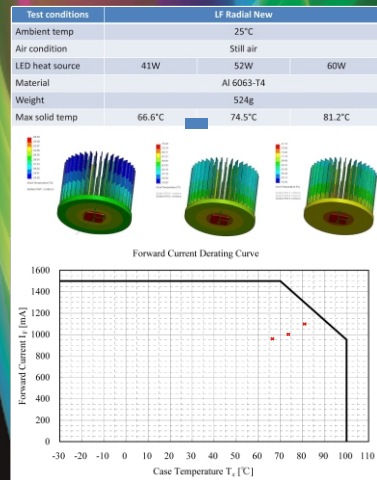 Test conditions LF Radial New
Ambient temp 25°C
Air condition Still air
LED heat source 41W 52W 60W
Material Al 6063-T4
Weight 524g
Max solid temp 66.6°C 74.5°C 81.2°C
Forward Current Derating Curve
Forward Current I_F [mA]
1600
1400
1200
1000
800
600
400
200
0
-30 -20 -10 0 10 20 30 40 50 60 70 80 90 100 110
Case Temperature T_c [℃]